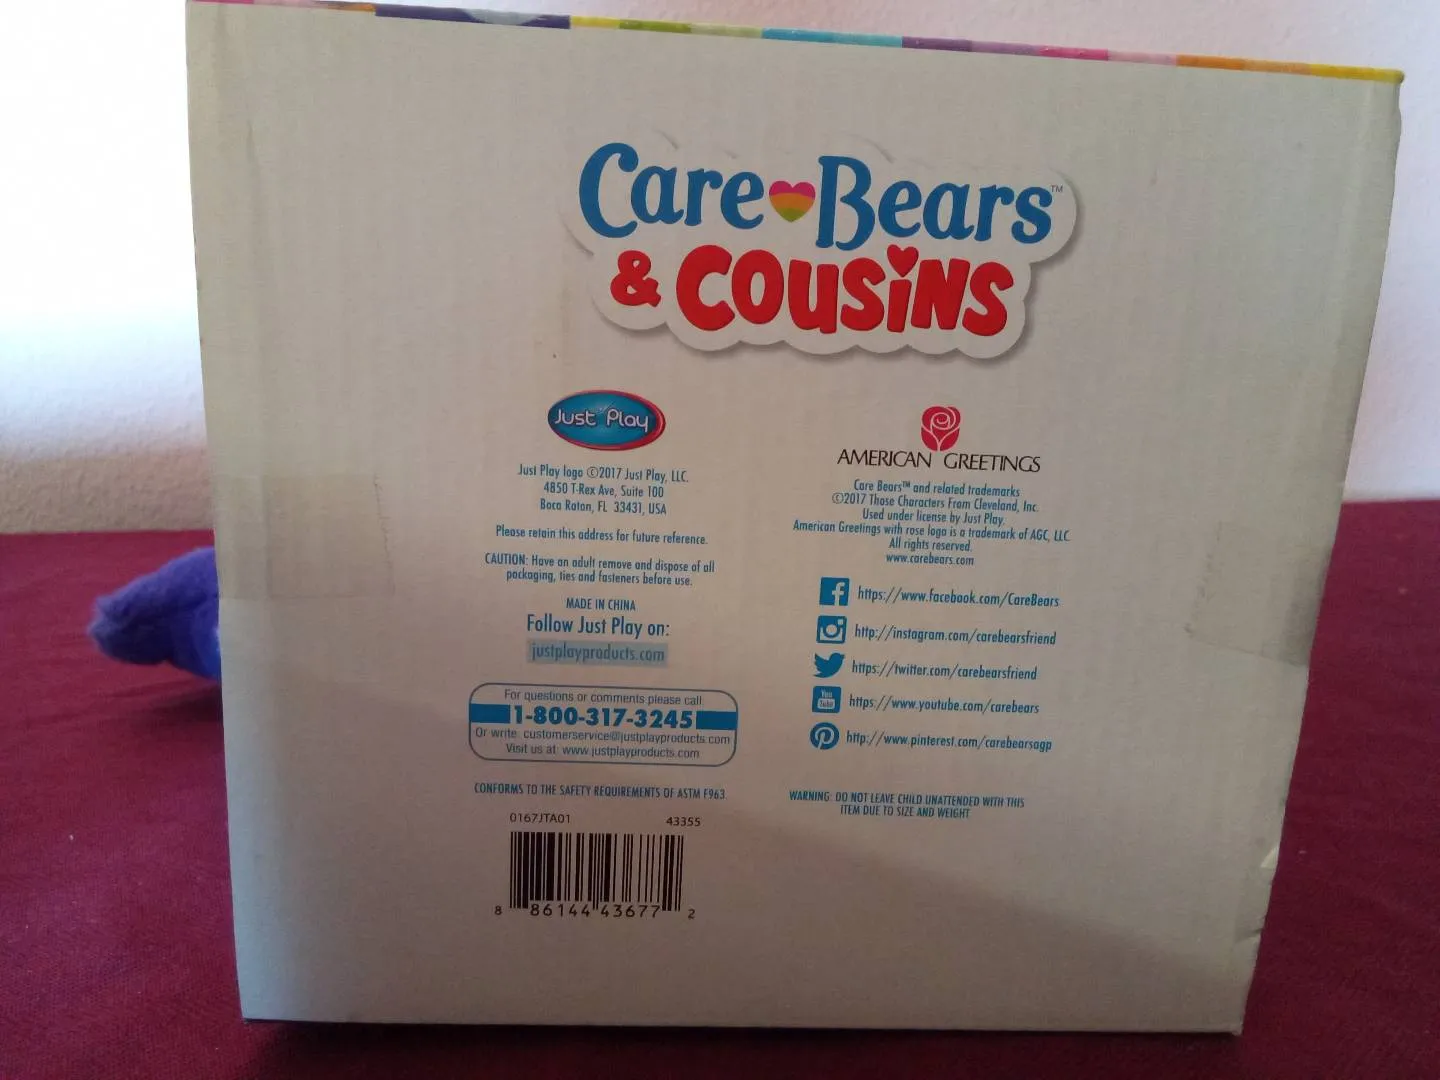 Care Bears™
& COUSiNS
Just Play
Just Play logo ©2017 Just Play, LLC.
4850 T-Rex Ave, Suite 100
Boca Raton, FL 33431, USA
Please retain this address for future reference.
CAUTION: Have an adult remove and dispose of all
packaging, ties and fasteners before use.
MADE IN CHINA
Follow Just Play on:
justplayproducts.com
For questions or comments please call:
1-800-317-3245
Or write: customerservice@justplayproducts.com
Visit us at: www.justplayproducts.com
CONFORMS TO THE SAFETY REQUIREMENTS OF ASTM F963
0167JTA01 43355
8 86144 43677 2
AMERICAN GREETINGS
Care Bears™ and related trademarks
©2017 Those Characters From Cleveland, Inc.
Used under license by Just Play.
American Greetings with rose logo is a trademark of AGC, LLC.
All rights reserved.
www.carebears.com
https://www.facebook.com/CareBears
http://instagram.com/carebearsfriend
https://twitter.com/carebearsfriend
You
Tube
https://www.youtube.com/carebears
http://www.pinterest.com/carebearsagp
WARNING: DO NOT LEAVE CHILD UNATTENDED WITH THIS
ITEM DUE TO SIZE AND WEIGHT